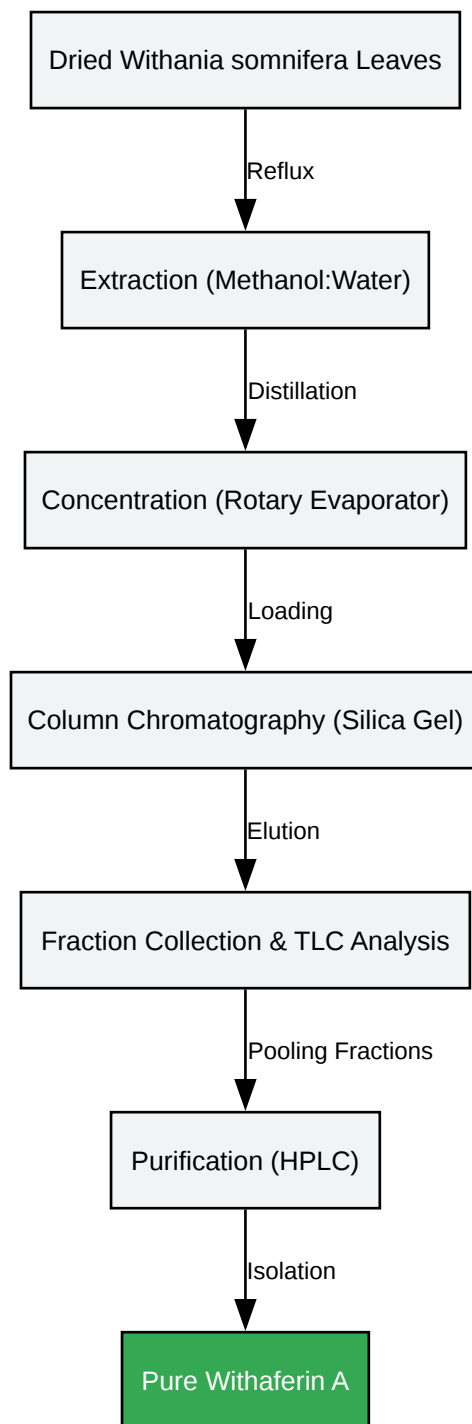 Dried Withania somnifera Leaves
Reflux
Extraction (Methanol:Water)
Distillation
Concentration (Rotary Evaporator)
Loading
Column Chromatography (Silica Gel)
Elution
Fraction Collection & TLC Analysis
Pooling Fractions
Purification (HPLC)
Isolation
Pure Withaferin A